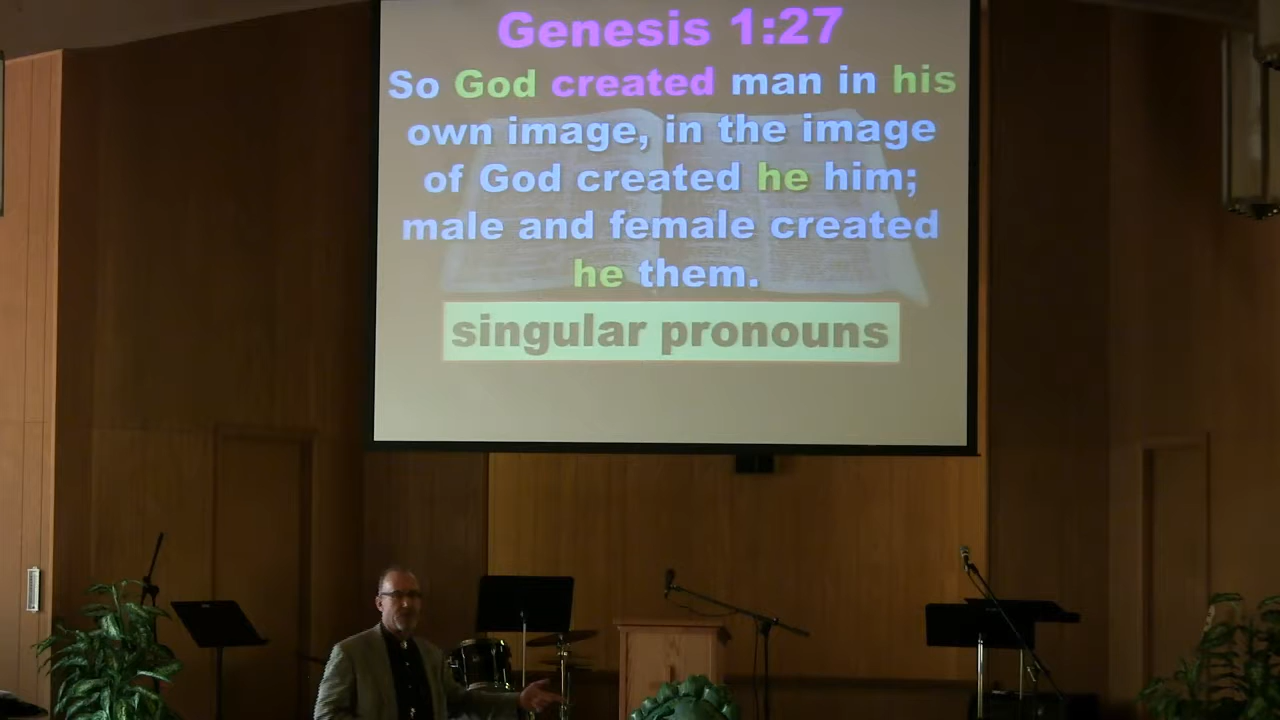 Genesis 1:27
So God created man in his
own image, in the image
of God created he him;
male and female created
he them.
singular pronouns